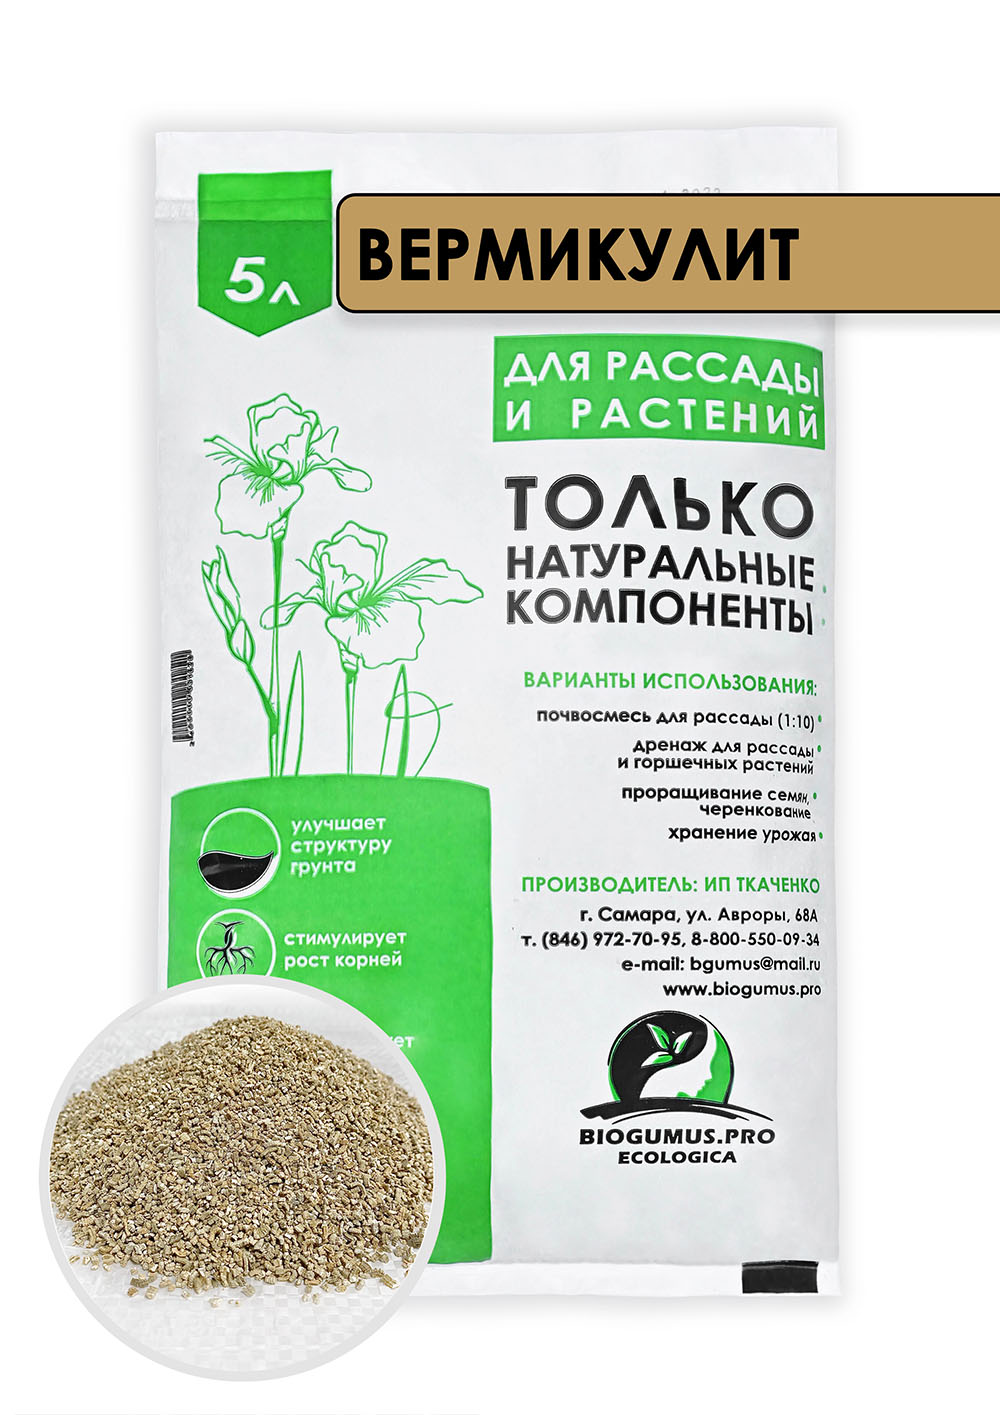 5л
ВЕРМИКУЛИТ
ДЛЯ РАССАДЫ
И РАСТЕНИЙ
ТОЛЬКО
НАТУРАЛЬНЫЕ
КОМПОНЕНТЫ
ВАРИАНТЫ ИСПОЛЬЗОВАНИЯ:
почвосмесь для рассады (1:10)
дренаж для рассады
и горшечных растений
проращивание семян,
черенкование
хранение урожая
улучшает
структуру
грунта
стимулирует
рост корней
ПРОИЗВОДИТЕЛЬ: ИП ТКАЧЕНКО
г. Самара, ул. Авроры, 68А
т. (846) 972-70-95, 8-800-550-09-34
e-mail: bgumus@mail.ru
www.biogumus.pro
BIOGUMUS.PRO
ECOLOGICA